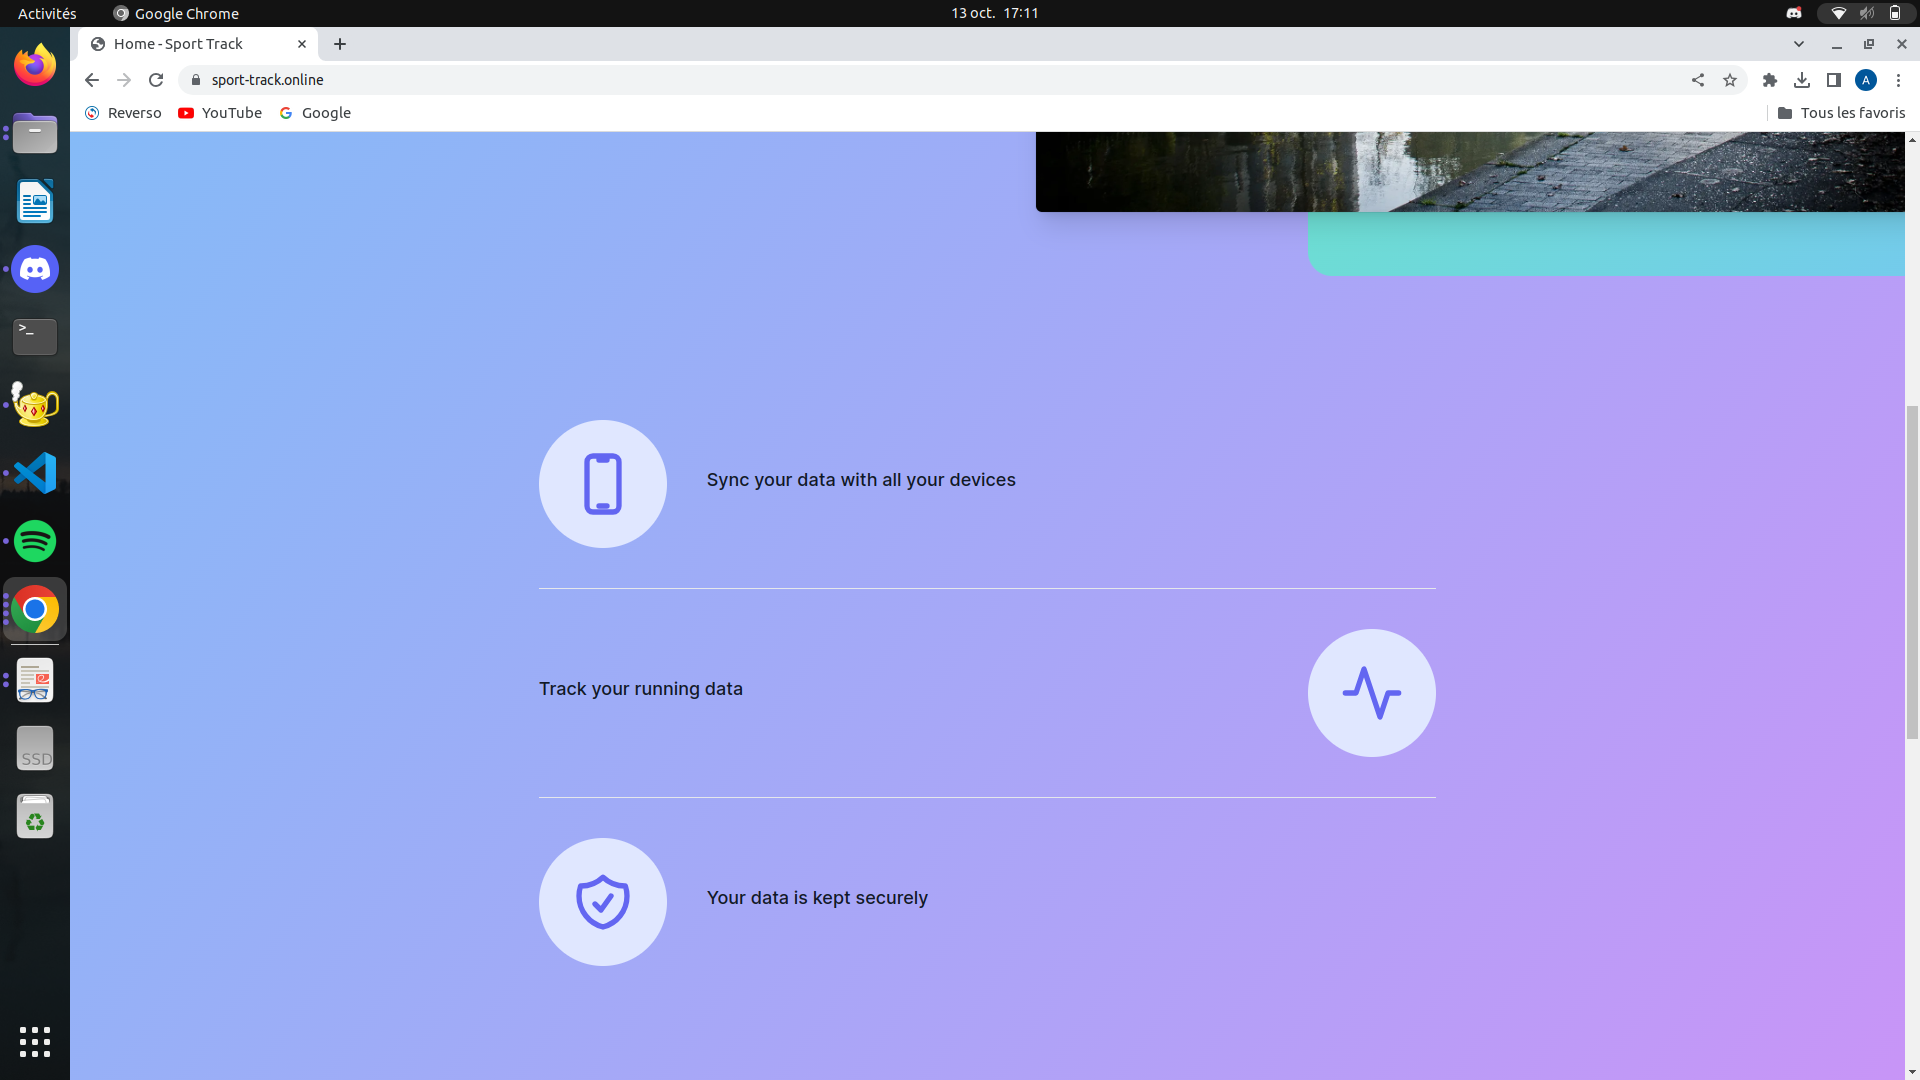 Activités
Google Chrome
13 oct. 17:11
Home - Sport Track
sport-track.online
A
Reverso
YouTube
Google
Tous les favoris
>_
Sync your data with all your devices
Track your running data
SSD
Your data is kept securely